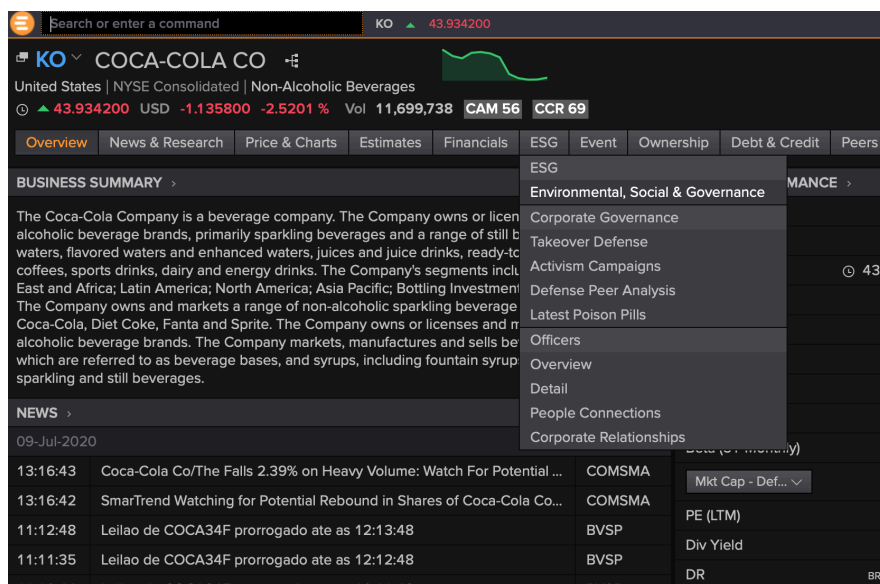 Search or enter a command
KO 43.934200
KO COCA-COLA CO
United States | NYSE Consolidated | Non-Alcoholic Beverages
43.934200 USD -1.135800 -2.5201 % Vol 11,699,738 CAM 56 CCR 69
Overview News & Research Price & Charts Estimates Financials ESG Event Ownership Debt & Credit Peers
ESG
Environmental, Social & Governance
Corporate Governance
Takeover Defense
Activism Campaigns
Defense Peer Analysis
Latest Poison Pills
Officers
Overview
Detail
People Connections
Corporate Relationships
BUSINESS SUMMARY >
The Coca-Cola Company is a beverage company. The Company owns or licen
alcoholic beverage brands, primarily sparkling beverages and a range of still b
waters, flavored waters and enhanced waters, juices and juice drinks, ready-to
coffees, sports drinks, dairy and energy drinks. The Company's segments inclu
East and Africa; Latin America; North America; Asia Pacific; Bottling Investment
The Company owns and markets a range of non-alcoholic sparkling beverage
Coca-Cola, Diet Coke, Fanta and Sprite. The Company owns or licenses and m
alcoholic beverage brands. The Company markets, manufactures and sells be
which are referred to as beverage bases, and syrups, including fountain syrup
sparkling and still beverages.
NEWS >
09-Jul-2020
13:16:43 Coca-Cola Co/The Falls 2.39% on Heavy Volume: Watch For Potential ... COMSMA
13:16:42 SmarTrend Watching for Potential Rebound in Shares of Coca-Cola Co... COMSMA
11:12:48 Leilao de COCA34F prorrogado ate as 12:13:48 BVSP
11:11:35 Leilao de COCA34F prorrogado ate as 12:12:48 BVSP
MANCE >
43
Mkt Cap - Def...
PE (LTM)
Div Yield
DR BR